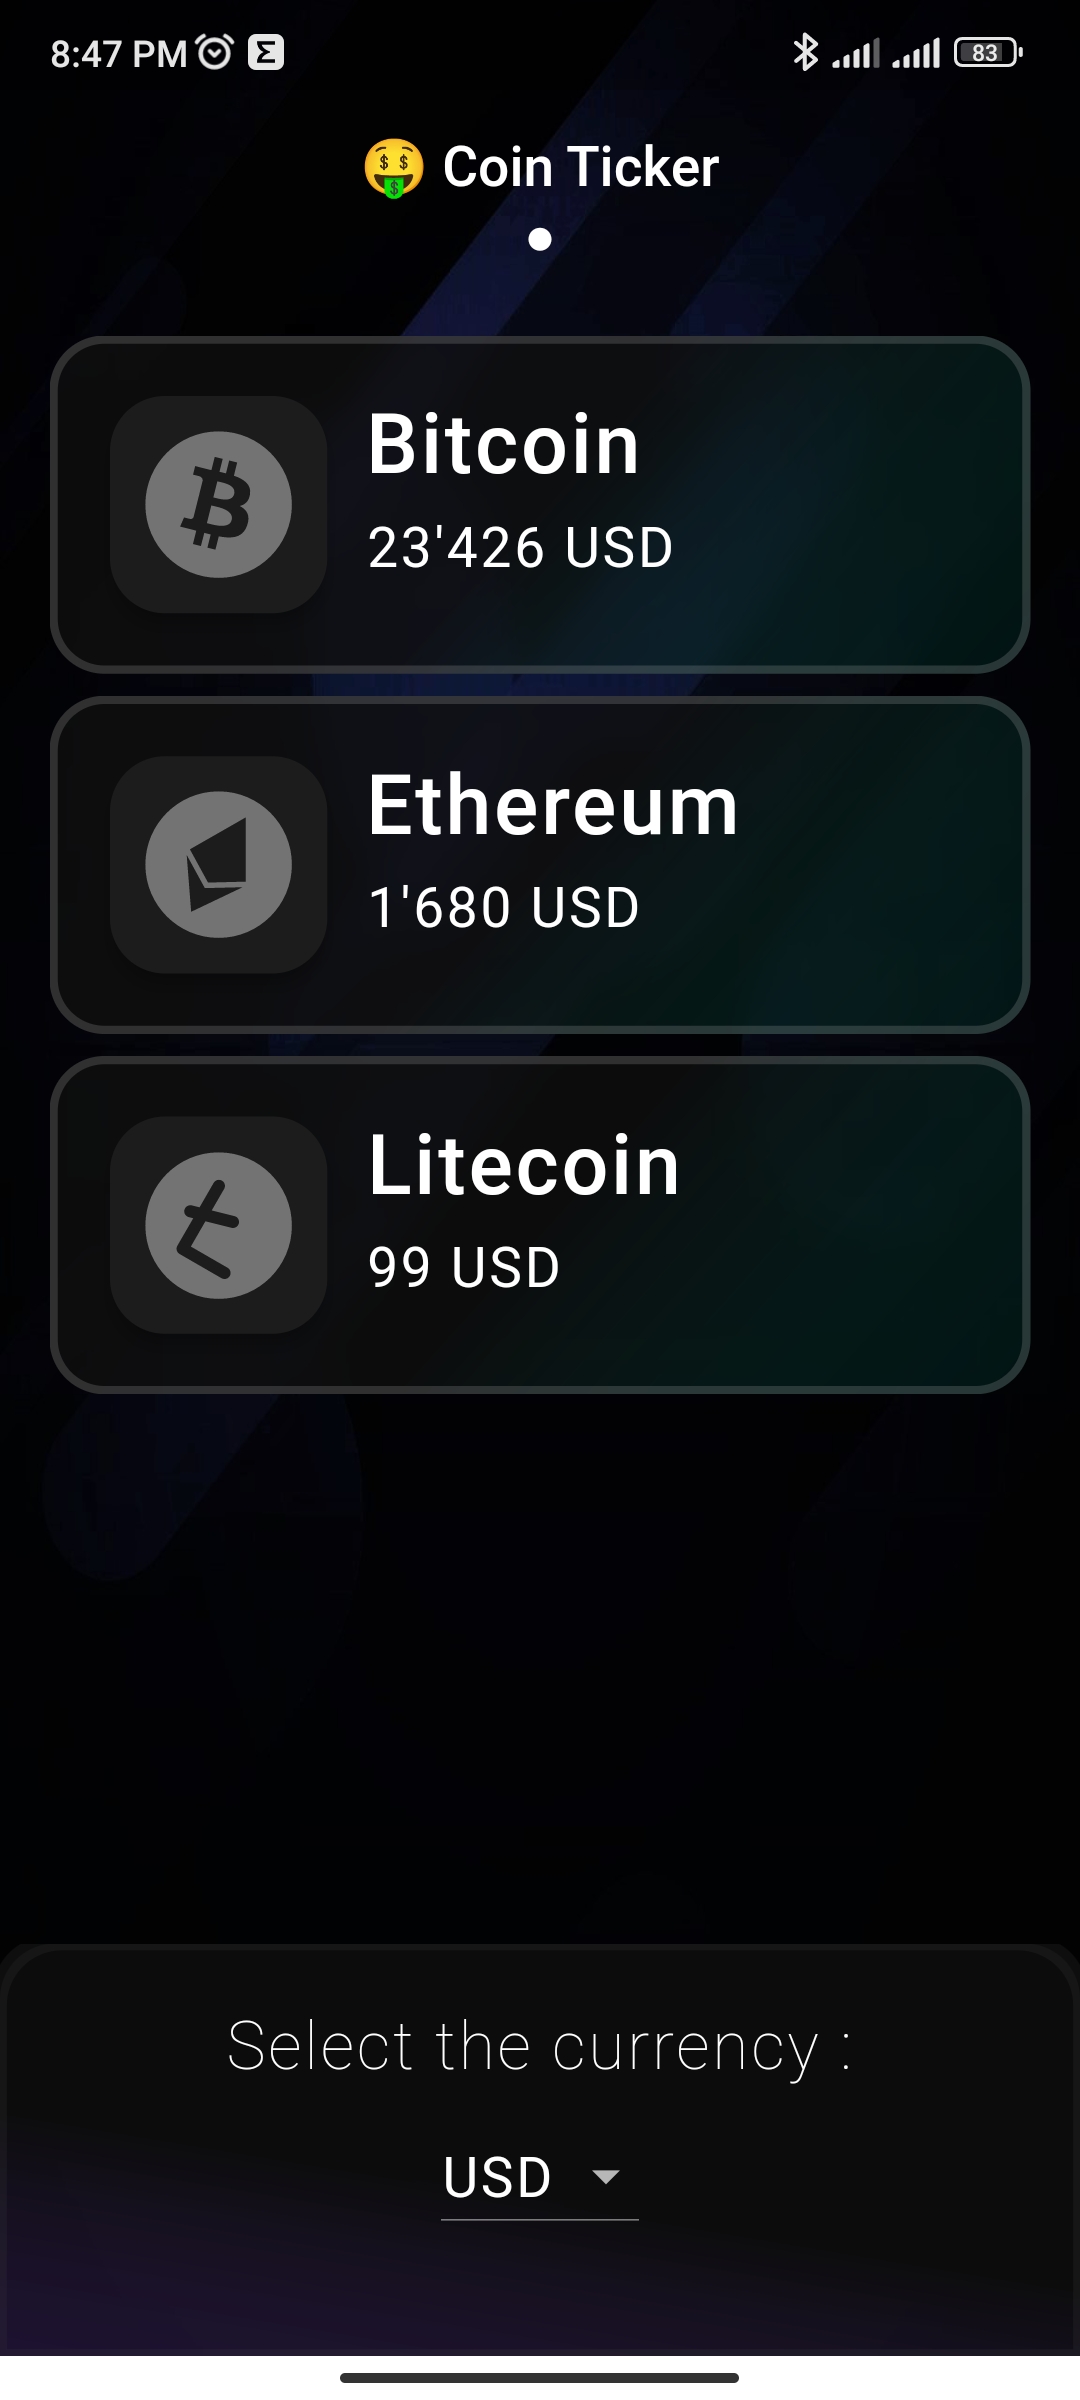 8:47 PM
83
🤑 Coin Ticker
Bitcoin
23'426 USD
Ethereum
1'680 USD
Litecoin
99 USD
Select the currency :
USD